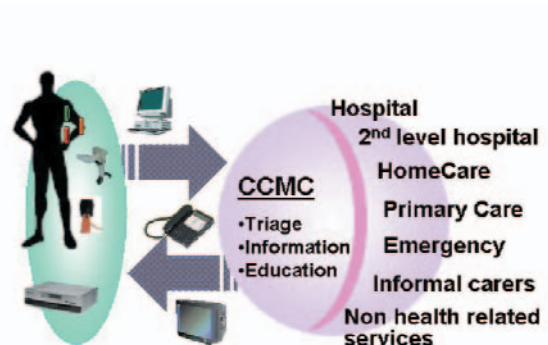 CCMC
•Triage
•Information
•Education
Hospital
2nd level hospital
HomeCare
Primary Care
Emergency
Informal carers
Non health related
services